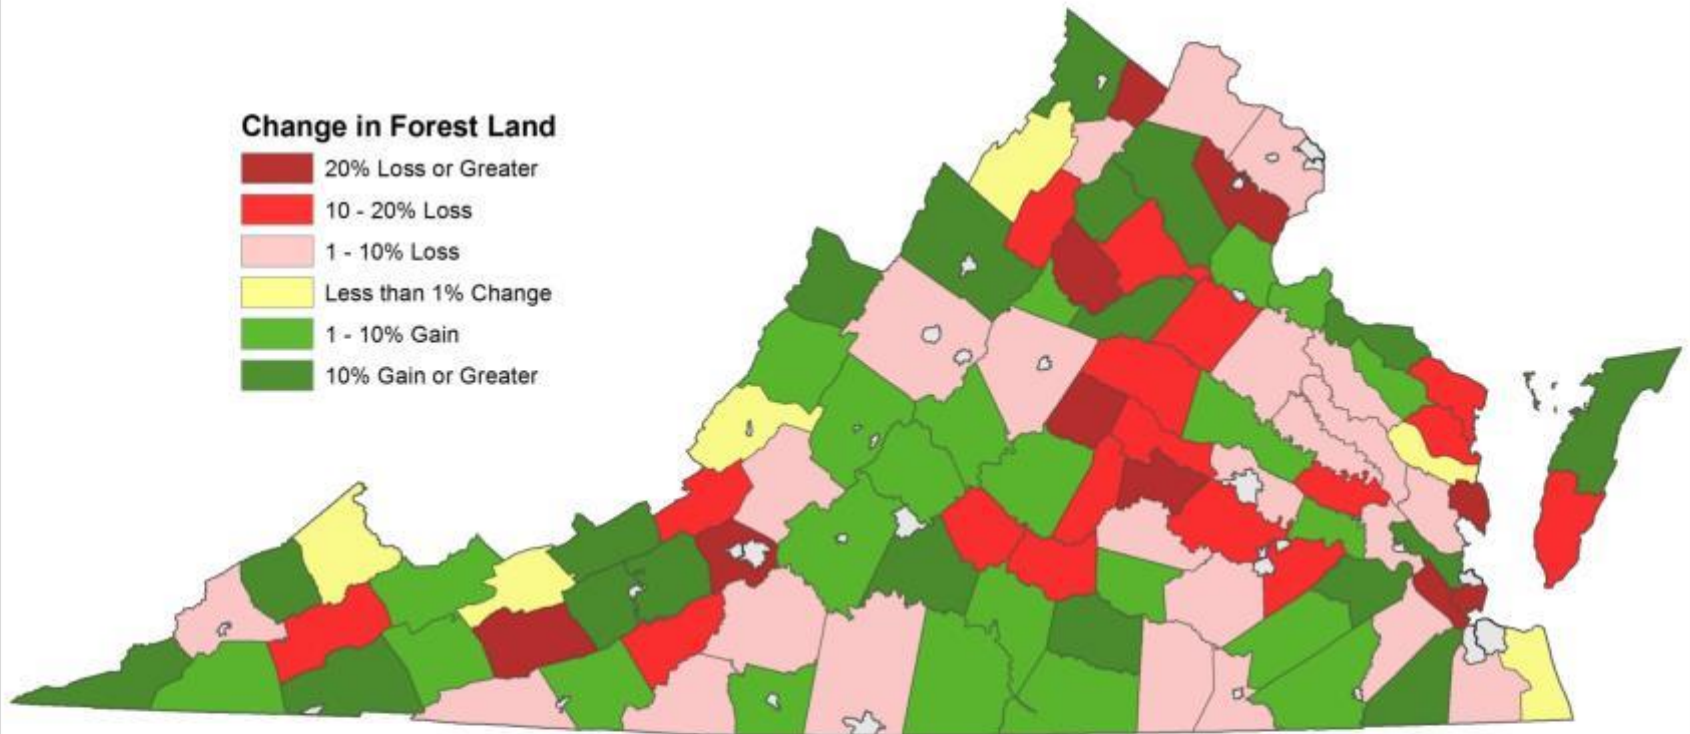 Change in Forest Land
20% Loss or Greater
10 - 20% Loss
1 - 10% Loss
Less than 1% Change
1 - 10% Gain
10% Gain or Greater